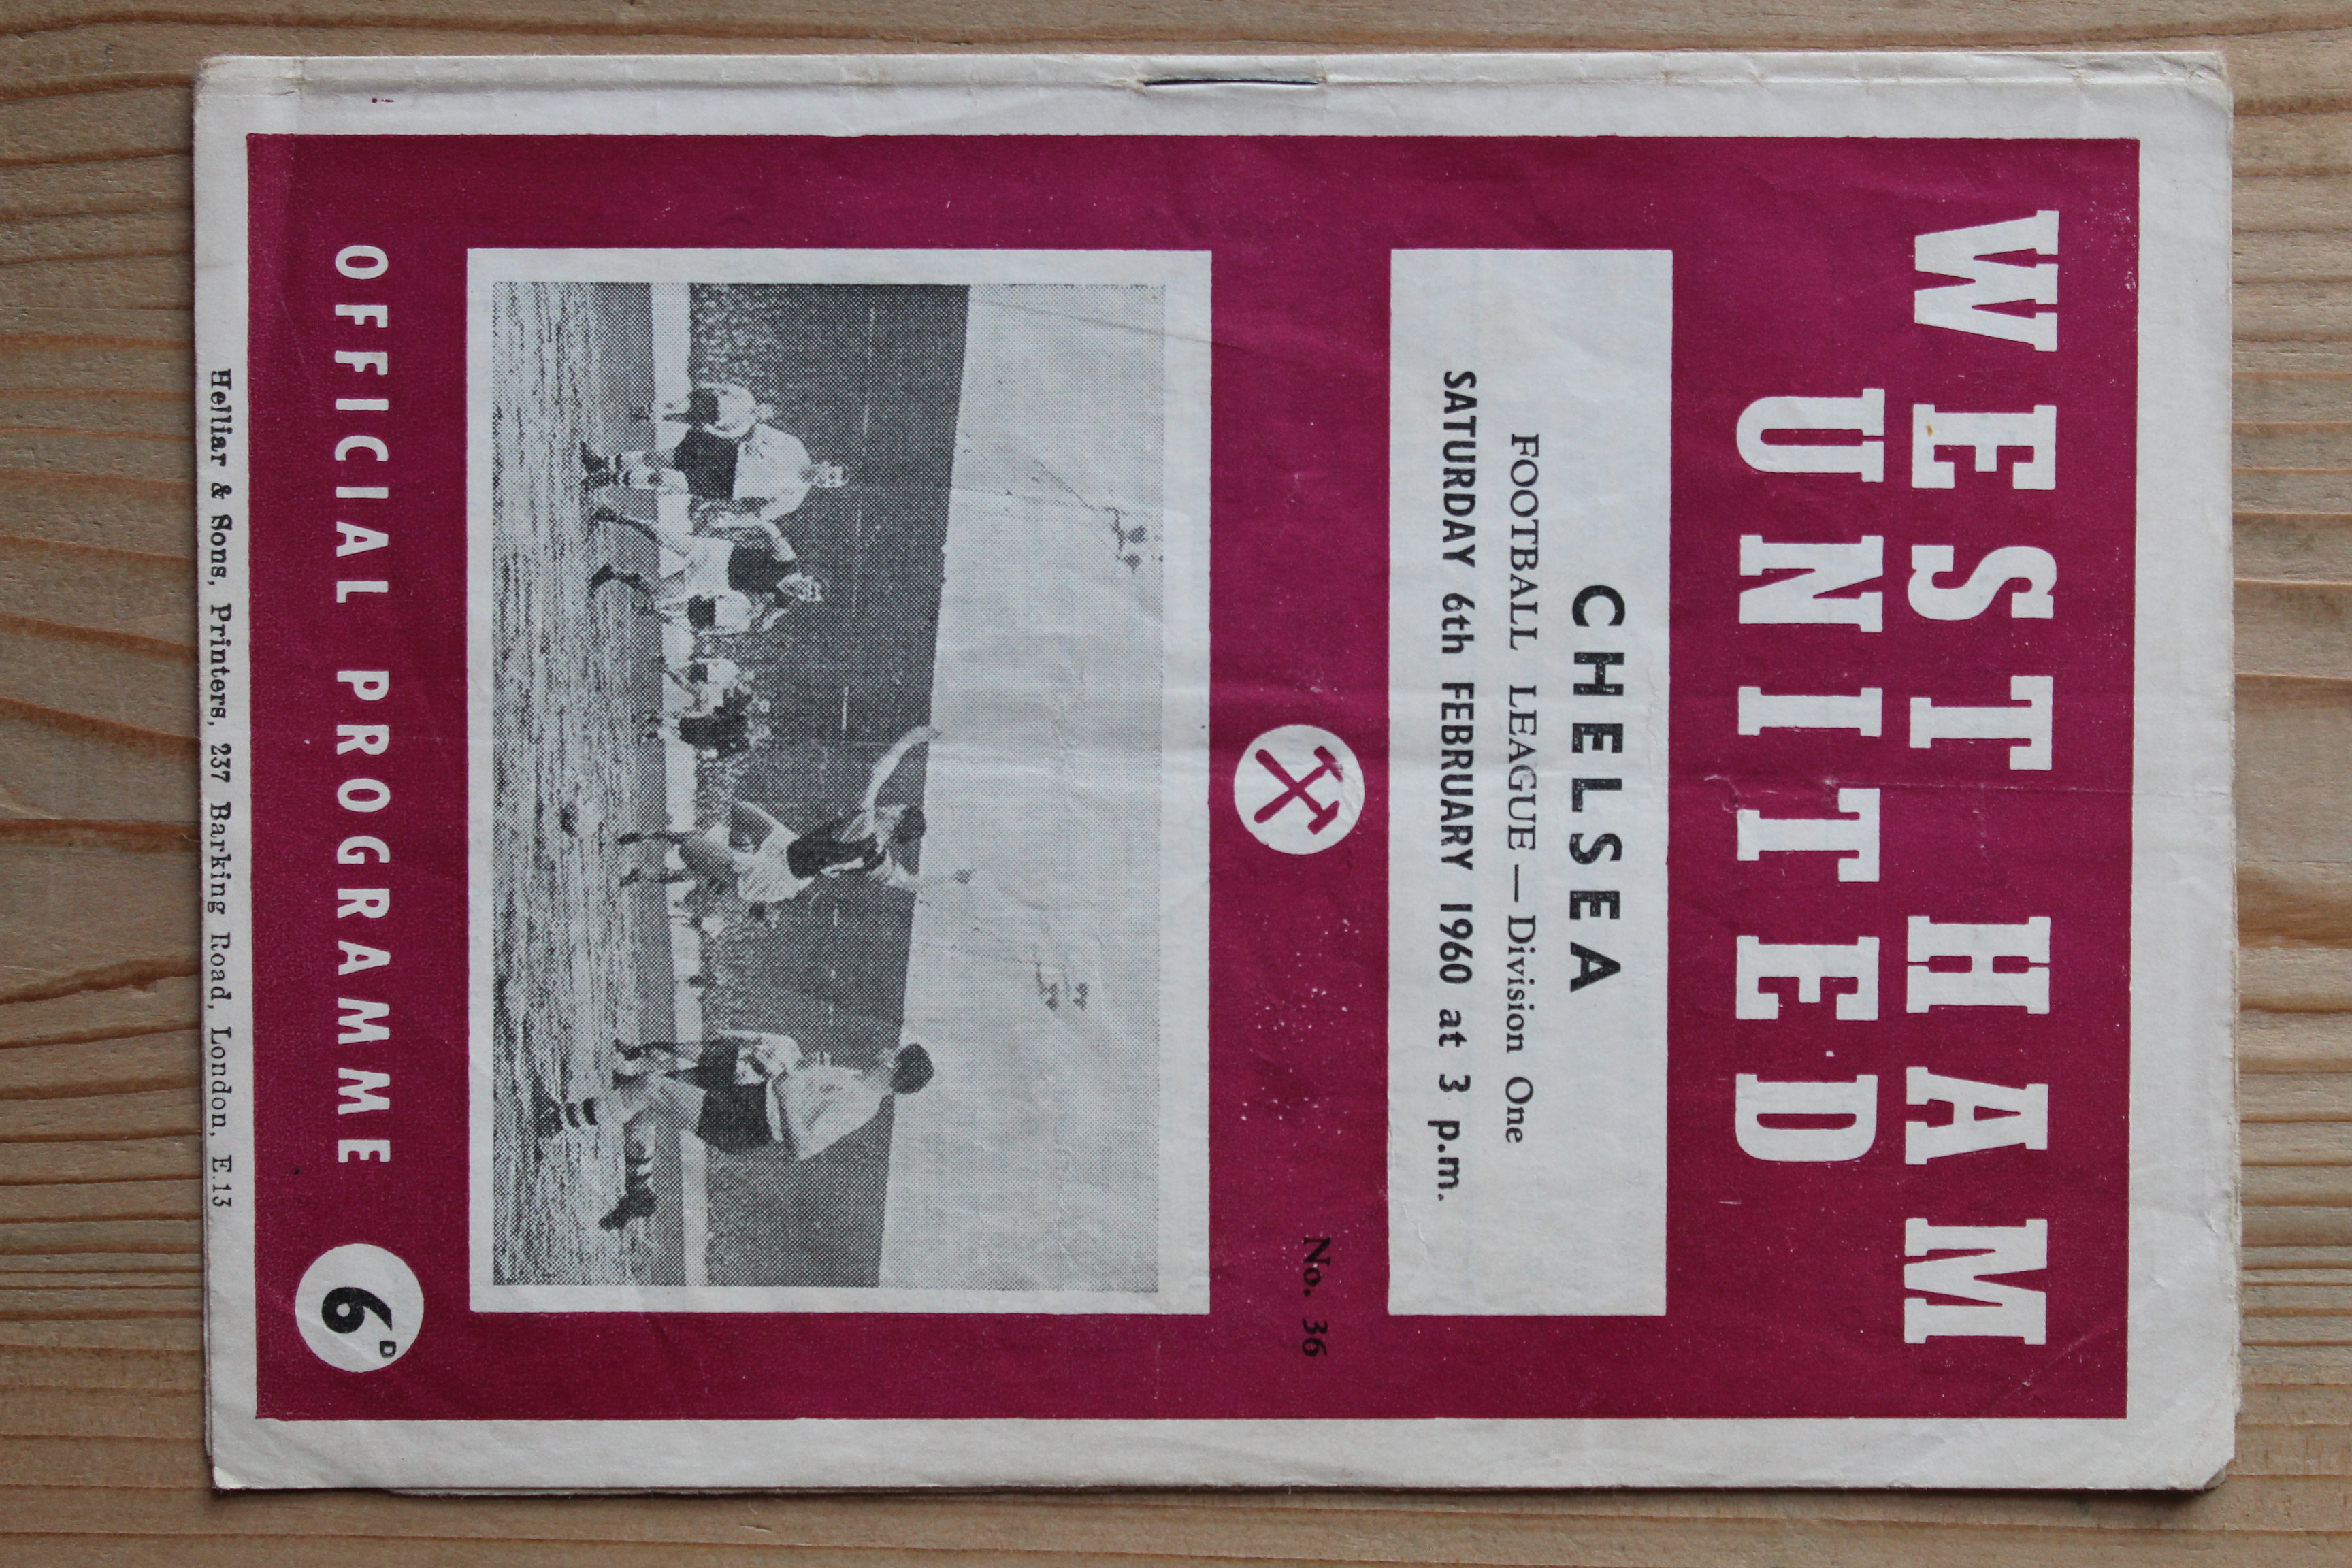 WEST HAM
UNITED
CHELSEA
FOOTBALL LEAGUE — Division One
SATURDAY 6th FEBRUARY 1960 at 3 p.m.
No. 36
OFFICIAL PROGRAMME
6D
Helliar & Sons, Printers, 237 Barking Road, London, E.13